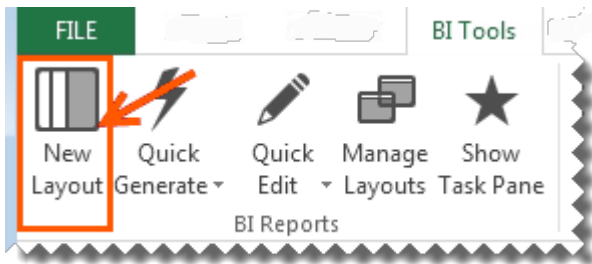 FILE BI Tools
New Quick Quick Manage Show
Layout Generate Edit Layouts Task Pane
BI Reports